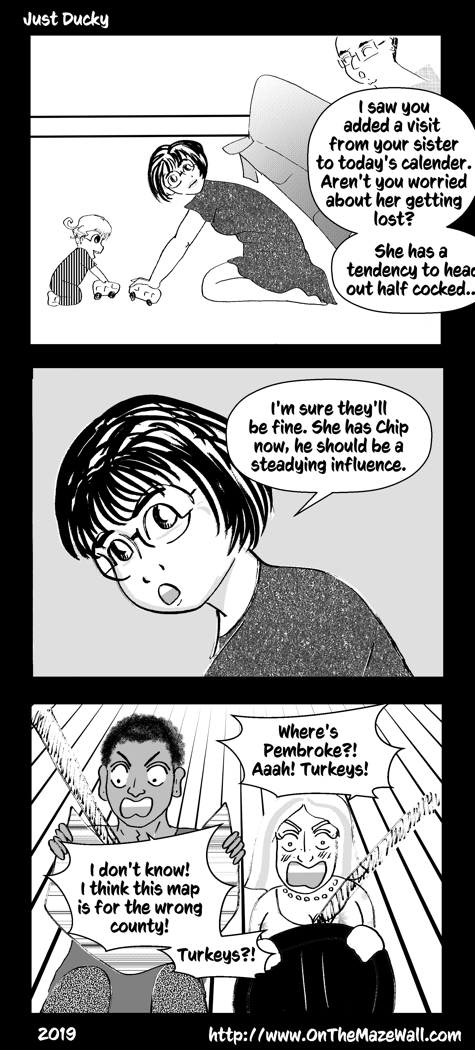 Just Ducky
I saw you
added a visit
from your sister
to today's calender.
Aren't you worried
about her getting
lost?
She has a
tendency to head
out half cocked..
I'm sure they'll
be fine. She has Chip
now, he should be a
steadying influence.
Where's
Pembroke?!
Aaah! Turkeys!
I don't know!
I think this map
is for the wrong
county!
Turkeys?!
2019
http://www.OnTheMazeWall.com